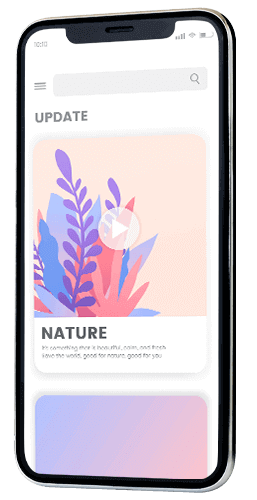 10:10
UPDATE
NATURE
It's something that is beautiful, calm, and fresh.
Save the world, good for nature, good for you